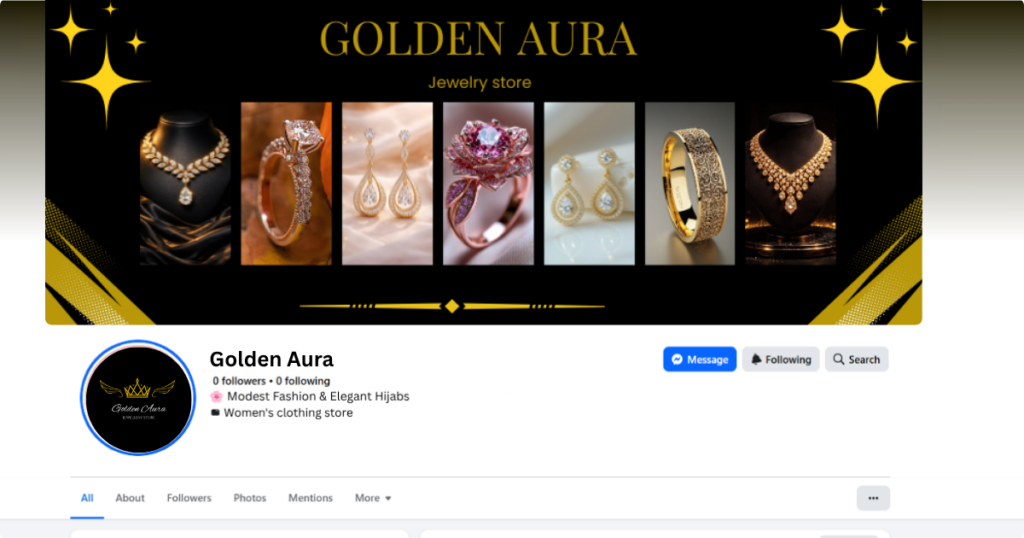 GOLDEN AURA
Jewelry store
Golden Aura
0 followers • 0 following
🌸 Modest Fashion & Elegant Hijabs
Women's clothing store
Message
Following
Search
Golden Aura
All
About
Followers
Photos
Mentions
More